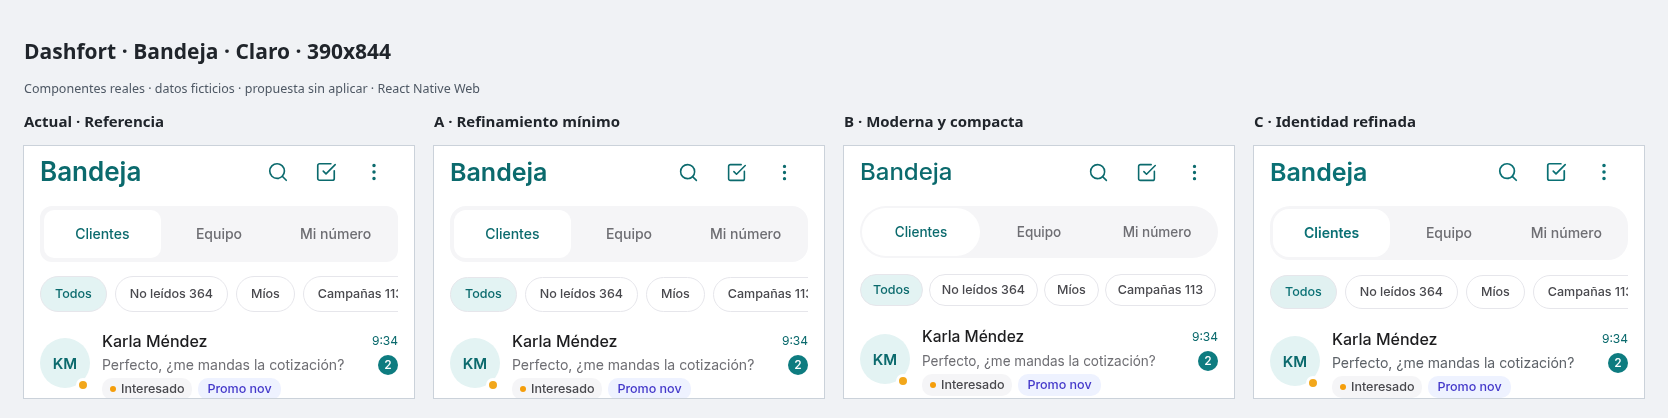 Dashfort · Bandeja · Claro · 390x844
Componentes reales · datos ficticios · propuesta sin aplicar · React Native Web
Actual · Referencia
Bandeja
Clientes Equipo Mi número
Todos No leídos 364 Míos Campañas 113
Karla Méndez 9:34
Perfecto, ¿me mandas la cotización? 2
KM
Interesado Promo nov
A · Refinamiento mínimo
Bandeja
Clientes Equipo Mi número
Todos No leídos 364 Míos Campañas 113
Karla Méndez 9:34
Perfecto, ¿me mandas la cotización? 2
KM
Interesado Promo nov
B · Moderna y compacta
Bandeja
Clientes Equipo Mi número
Todos No leídos 364 Míos Campañas 113
Karla Méndez 9:34
Perfecto, ¿me mandas la cotización? 2
KM
Interesado Promo nov
C · Identidad refinada
Bandeja
Clientes Equipo Mi número
Todos No leídos 364 Míos Campañas 113
Karla Méndez 9:34
Perfecto, ¿me mandas la cotización? 2
KM
Interesado Promo nov